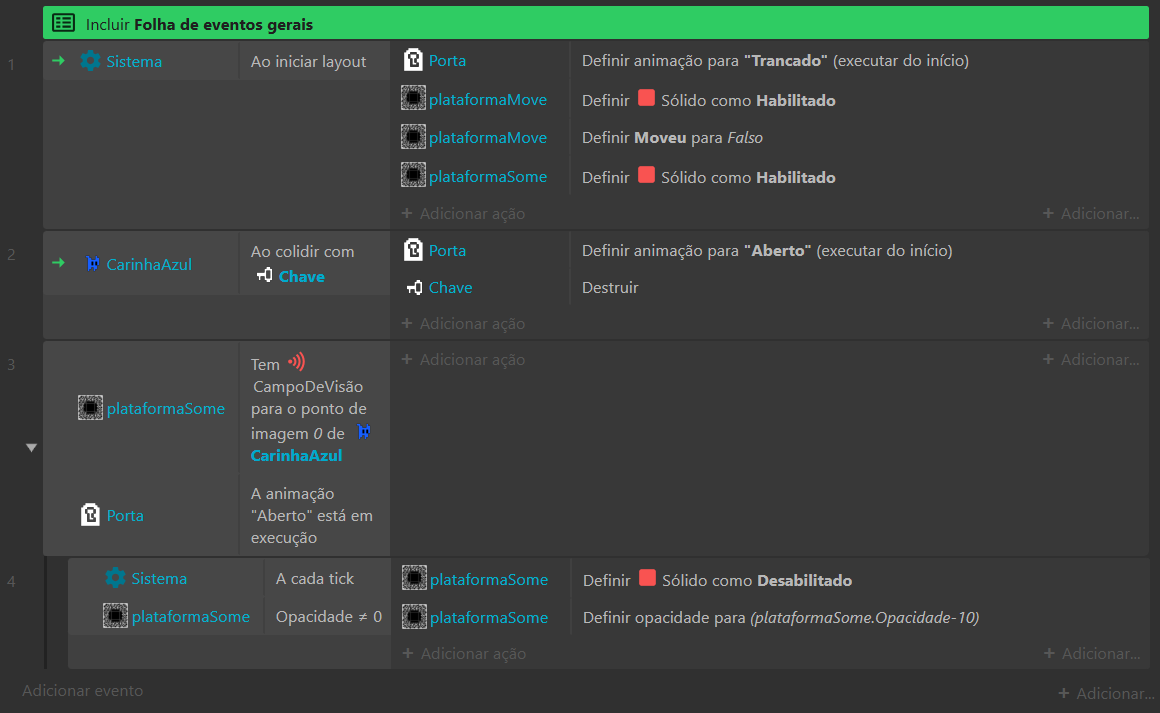 Incluir Folha de eventos gerais
1
Sistema
Ao iniciar layout
Porta
Definir animação para "Trancado" (executar do início)
plataformaMove
Definir Sólido como Habilitado
plataformaMove
Definir Moveu para Falso
plataformaSome
Definir Sólido como Habilitado
+ Adicionar ação
+ Adicionar...
2
CarinhaAzul
Ao colidir com
Chave
Porta
Definir animação para "Aberto" (executar do início)
Chave
Destruir
+ Adicionar ação
+ Adicionar...
3
plataformaSome
Tem
CampoDeVisão
para o ponto de
imagem 0 de
CarinhaAzul
Porta
A animação
"Aberto" está em
execução
+ Adicionar ação
+ Adicionar...
4
Sistema
A cada tick
plataformaSome
Opacidade ≠ 0
plataformaSome
Definir Sólido como Desabilitado
plataformaSome
Definir opacidade para (plataformaSome.Opacidade-10)
+ Adicionar ação
+ Adicionar...
Adicionar evento
+ Adicionar...